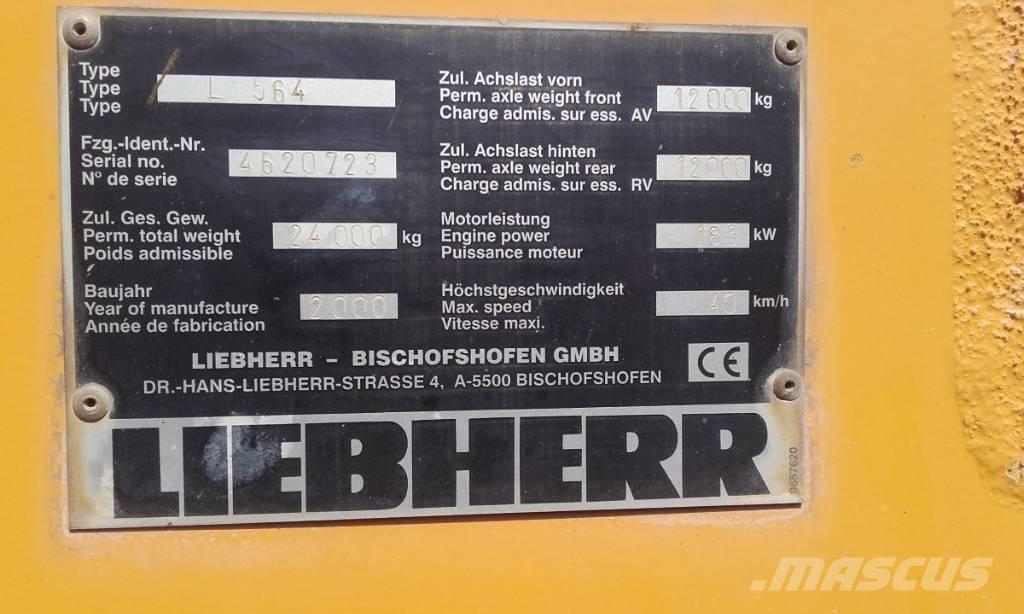 Type
Type
Type
L 564
Fzg.-Ident.-Nr.
Serial no.
N° de serie
4620723
Zul. Ges. Gew.
Perm. total weight
Poids admissible
24000 kg
Baujahr
Year of manufacture
Année de fabrication
2000
Zul. Achslast vorn
Perm. axle weight front
Charge admis. sur ess. AV
12000 kg
Zul. Achslast hinten
Perm. axle weight rear
Charge admis. sur ess. RV
12000 kg
Motorleistung
Engine power
Puissance moteur
183 kW
Höchstgeschwindigkeit
Max. speed
Vitesse maxi.
40 km/h
LIEBHERR – BISCHOFSHOFEN GMBH
DR.-HANS-LIEBHERR-STRASSE 4, A-5500 BISCHOFSHOFEN
CE
LIEBHERR
.MASCUS